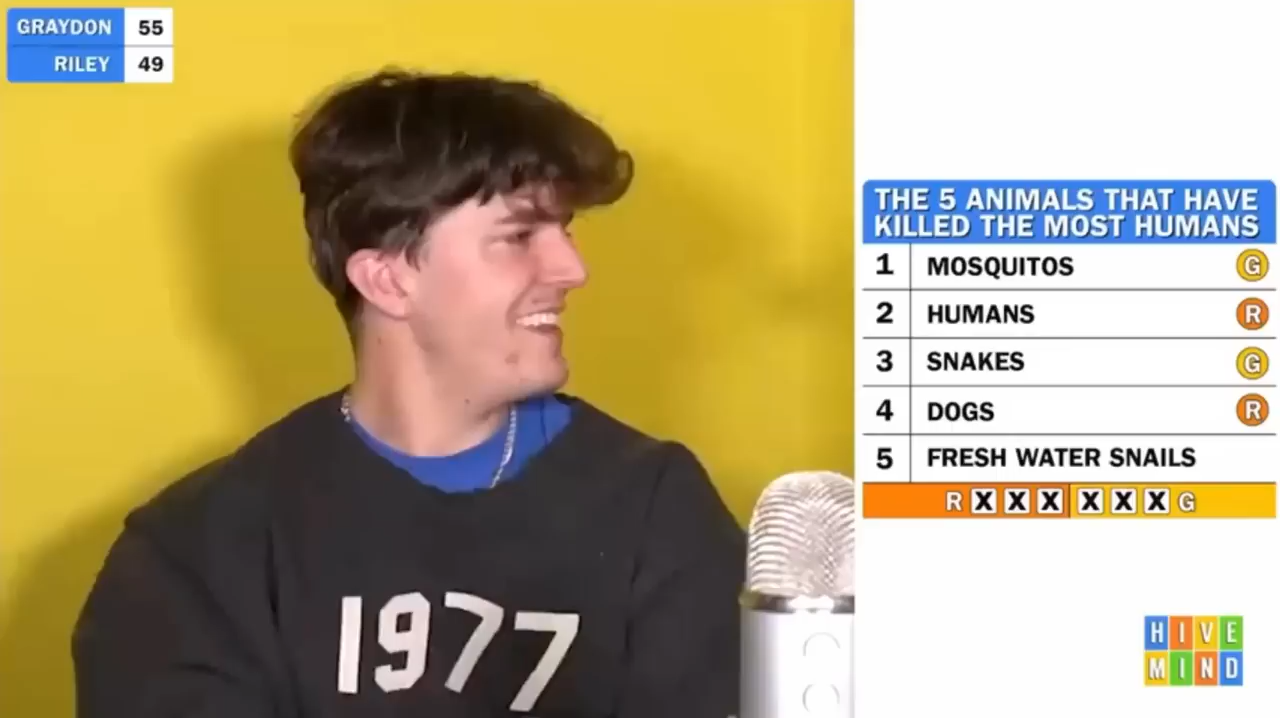 GRAYDON 55
RILEY 49
THE 5 ANIMALS THAT HAVE
KILLED THE MOST HUMANS
1 MOSQUITOS G
2 HUMANS R
3 SNAKES G
4 DOGS R
5 FRESH WATER SNAILS
R X X X X X X G
1977
HIVE
MIND